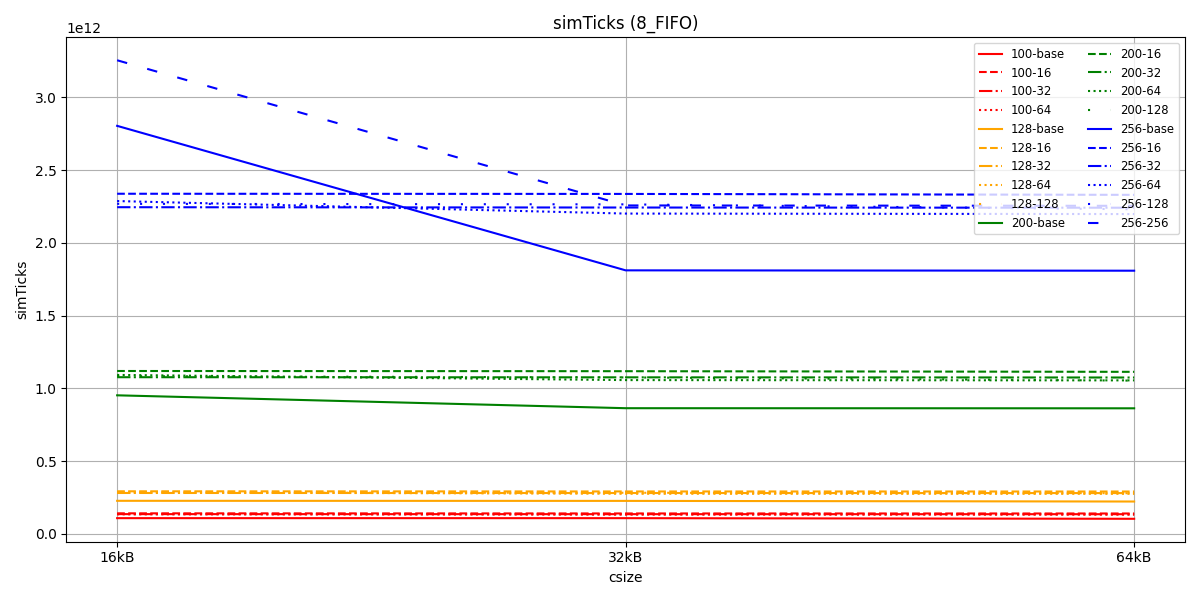 simTicks (8_FIFO)
1e12
3.0
2.5
2.0
1.5
1.0
0.5
0.0
simTicks
16kB
32kB
64kB
csize
100-base
100-16
100-32
100-64
128-base
128-16
128-32
128-64
128-128
200-base
200-16
200-32
200-64
200-128
256-base
256-16
256-32
256-64
256-128
256-256